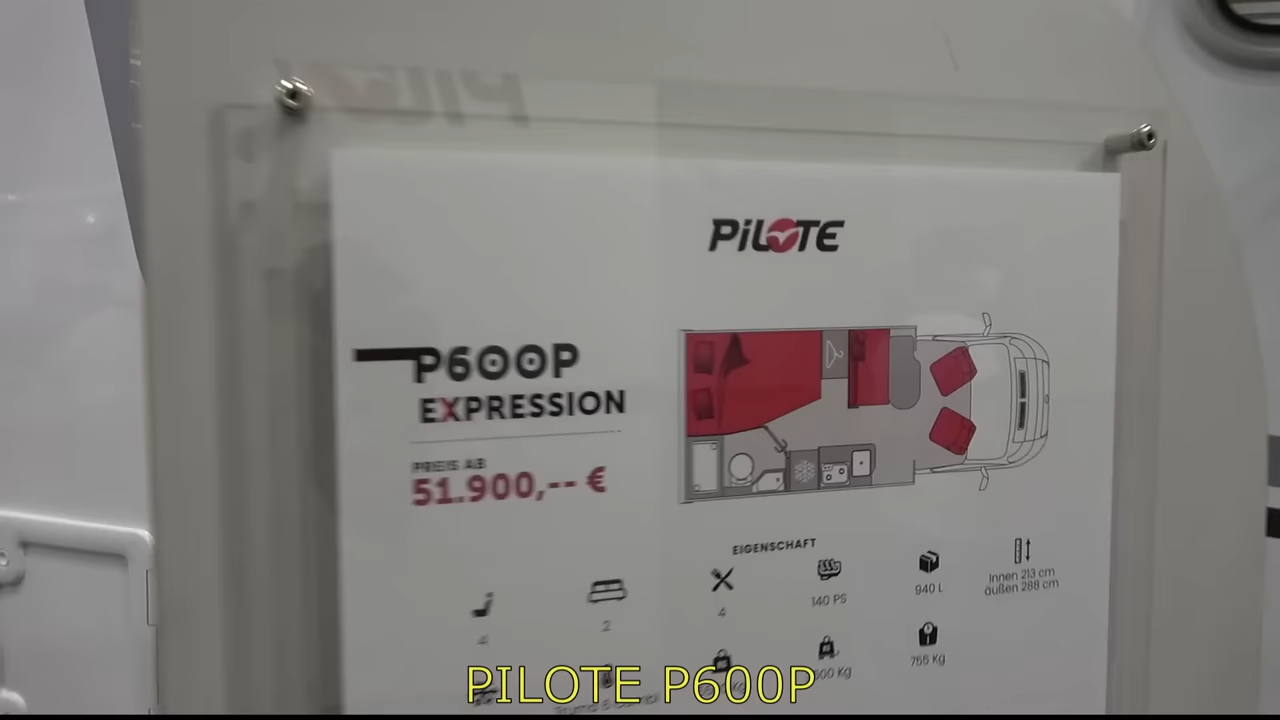 PiLOTE
P600P
EXPRESSION
PREIS AB
51.900,-- €
EIGENSCHAFT
4
2
4
140 PS
940 L
Innen 213 cm
äußen 288 cm
755 Kg
PILOTE P600P